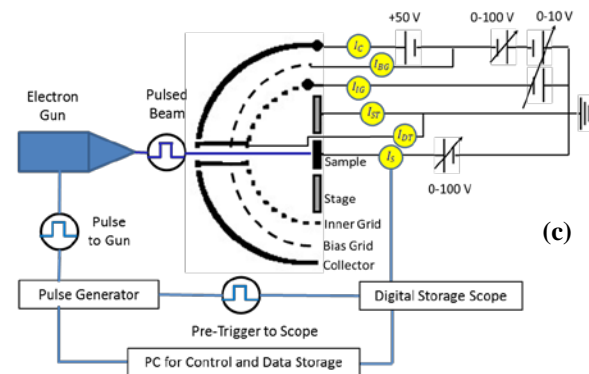 +50 V
0-100 V
0-10 V
I_C
I_BG
Electron
Gun
Pulsed
Beam
I_IG
I_ST
I_DT
I_S
Sample
0-100 V
Stage
Pulse
to Gun
Inner Grid
Bias Grid
Collector
(c)
Pulse Generator
Digital Storage Scope
Pre-Trigger to Scope
PC for Control and Data Storage